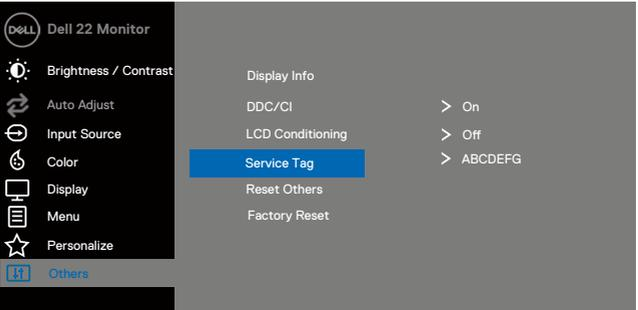 DELL Dell 22 Monitor
Brightness / Contrast
Display Info
Auto Adjust
DDC/CI > On
Input Source
LCD Conditioning > Off
Color
Service Tag > ABCDEFG
Display
Reset Others
Menu
Factory Reset
Personalize
Others